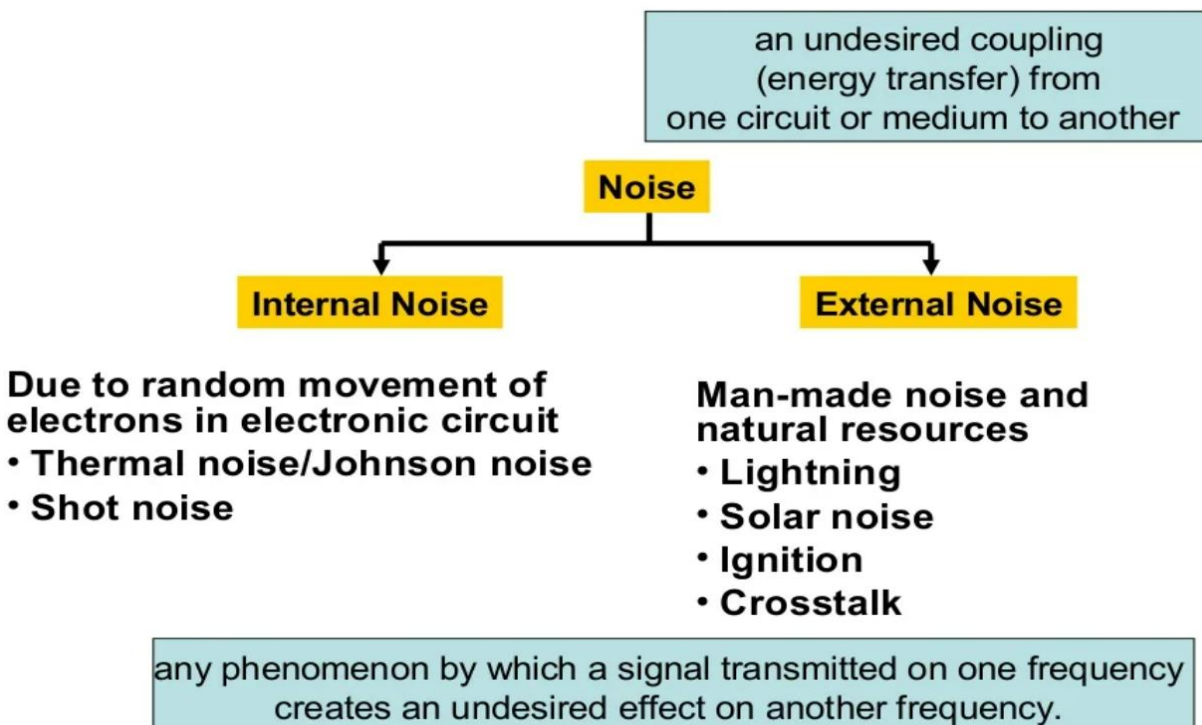 an undesired coupling
(energy transfer) from
one circuit or medium to another
Noise
Internal Noise
External Noise
Due to random movement of
electrons in electronic circuit
• Thermal noise/Johnson noise
• Shot noise
Man-made noise and
natural resources
• Lightning
• Solar noise
• Ignition
• Crosstalk
any phenomenon by which a signal transmitted on one frequency
creates an undesired effect on another frequency.